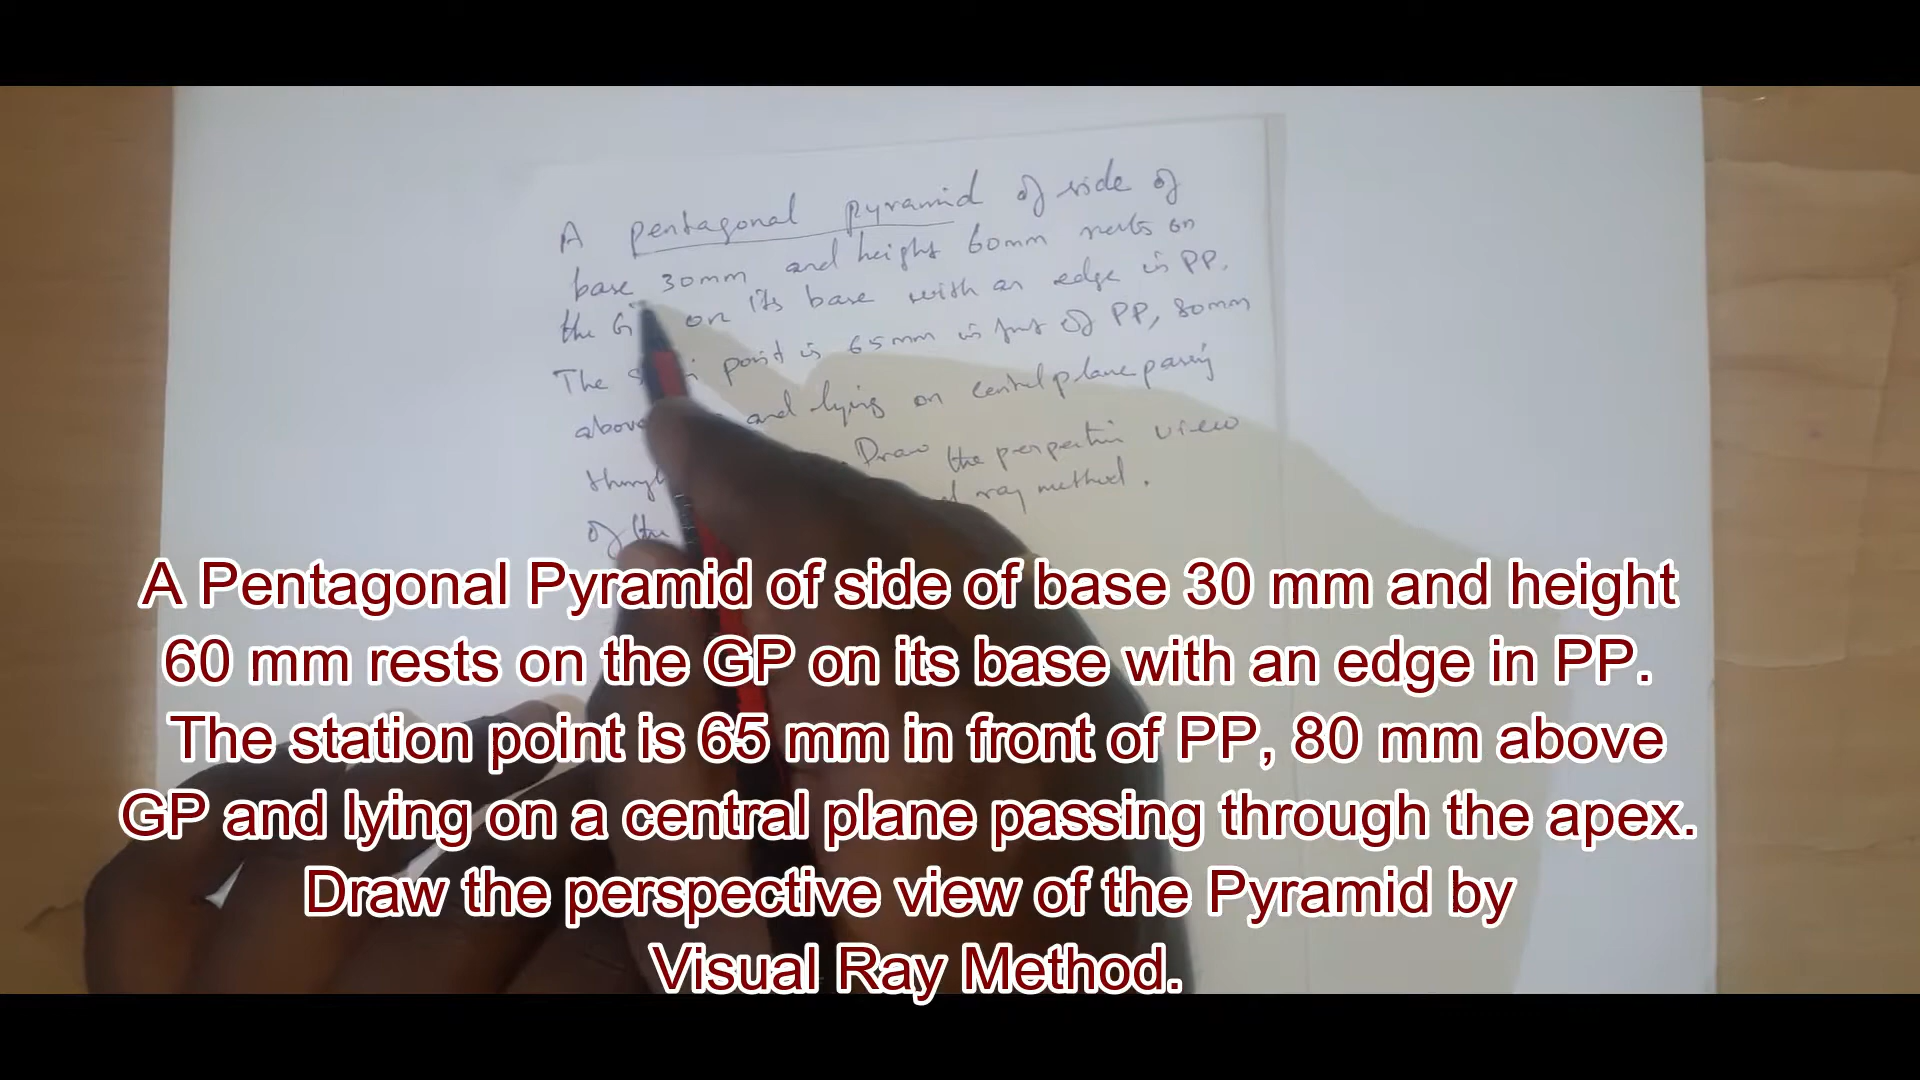 A pentagonal pyramid of side of
base 30mm and height 60mm rests on
the G on its base with an edge in PP.
The point is 65mm in frnt of PP, 80mm
above and lying on central plane passing
Draw the perspective view
of the ray method.
A Pentagonal Pyramid of side of base 30 mm and height
60 mm rests on the GP on its base with an edge in PP.
The station point is 65 mm in front of PP, 80 mm above
GP and lying on a central plane passing through the apex.
Draw the perspective view of the Pyramid by
Visual Ray Method.